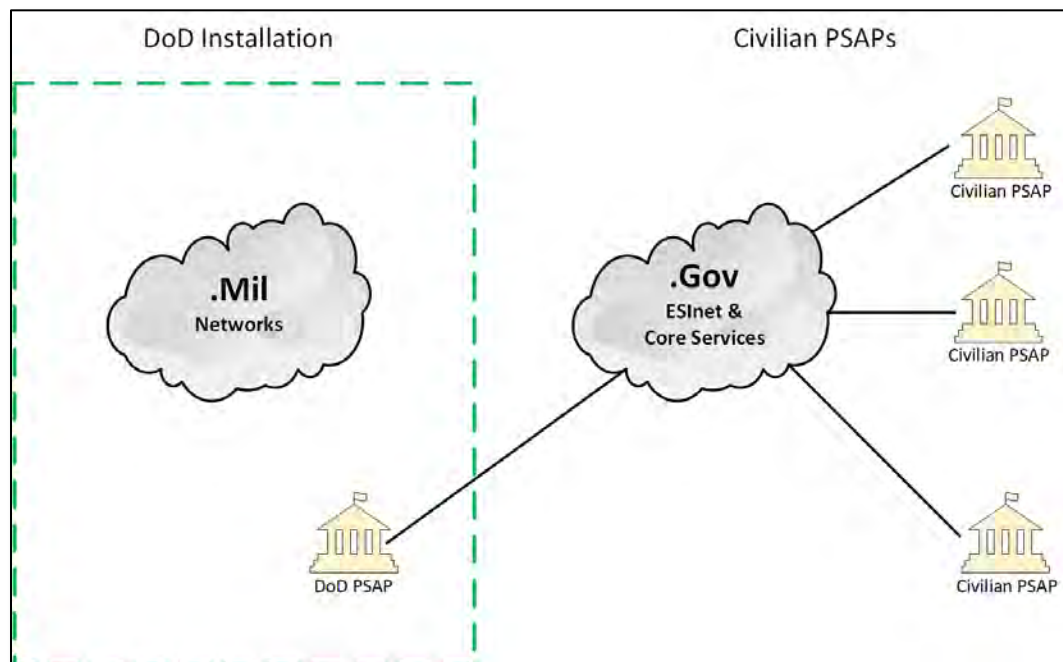 DoD Installation
Civilian PSAPs
Civilian PSAP
.Mil
Networks
.Gov
ESInet &
Core Services
Civilian PSAP
DoD PSAP
Civilian PSAP